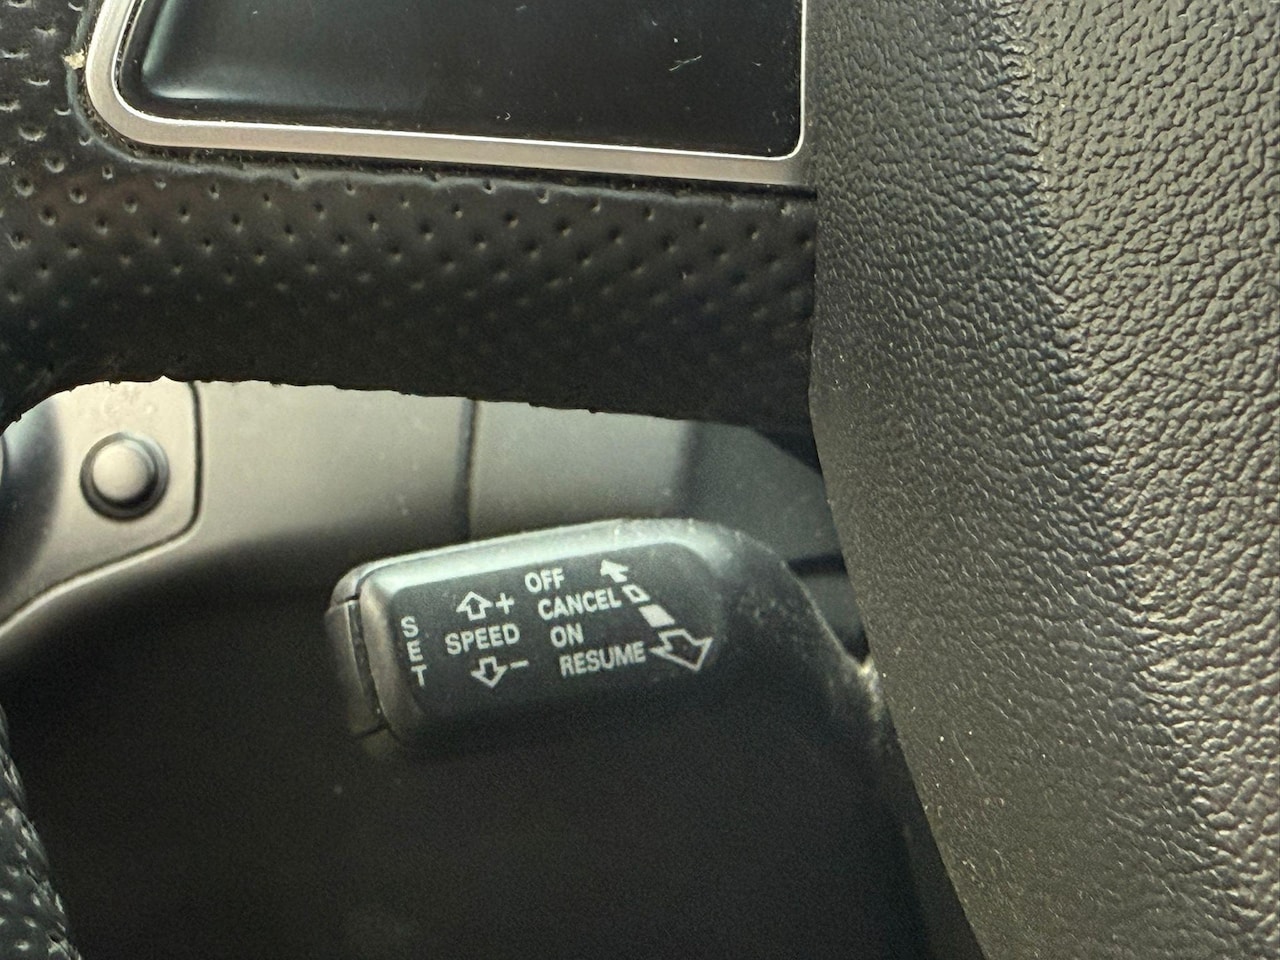 SET
+
SPEED
−
OFF
CANCEL
ON
RESUME